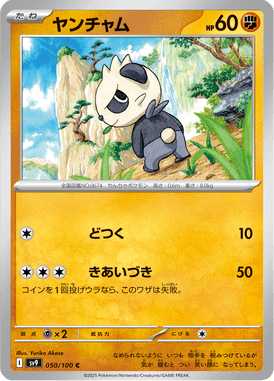 たね ヤンチャム HP60
全国図鑑NO.0674 やんちゃポケモン 高さ：0.6m 重さ：8.0kg
どつく 10
きあいづき 50
コインを1回投げウラなら、このワザは失敗。
弱点 ×2 抵抗力 にげる
Illus. Yuriko Akase
SV9 050/100 C
なめられないように いつも 相手を 睨みつけて
いるが 気が緩むと つい 笑い顔に なってしまう。
©2025 Pokémon/Nintendo/Creatures/GAME FREAK.